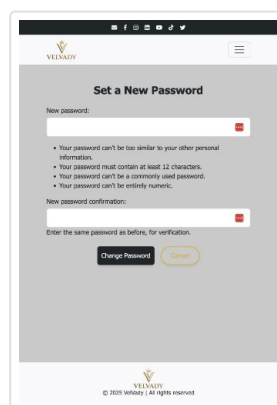 VELVADY
Set a New Password
New password:
Your password can't be too similar to your other personal
information.
Your password must contain at least 12 characters.
Your password can't be a commonly used password.
Your password can't be entirely numeric.
New password confirmation:
Enter the same password as before, for verification.
Change Password
Cancel
VELVADY
© 2025 Velvady | All rights reserved